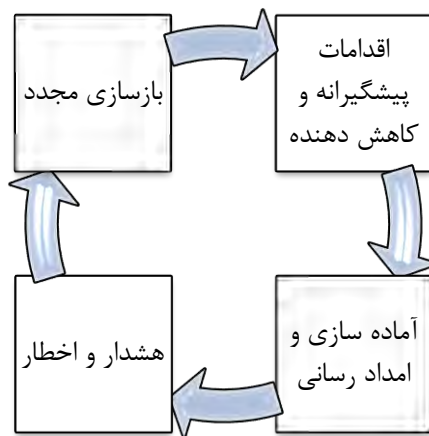 اقدامات
پیشگیرانه و
کاهش دهنده
بازسازی مجدد
آماده سازی و
امداد رسانی
هشدار و اخطار